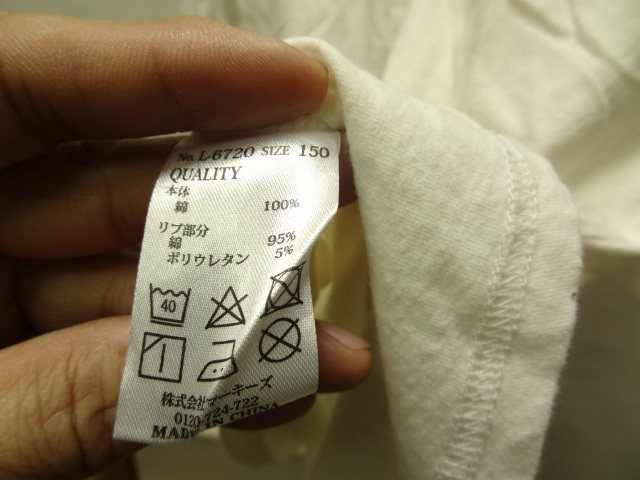 No. L-6720 SIZE 150
QUALITY
本体
綿 100%
リブ部分
綿 95%
ポリウレタン 5%
40
株式会社マーキーズ
0120-724-722
MADE IN CHINA